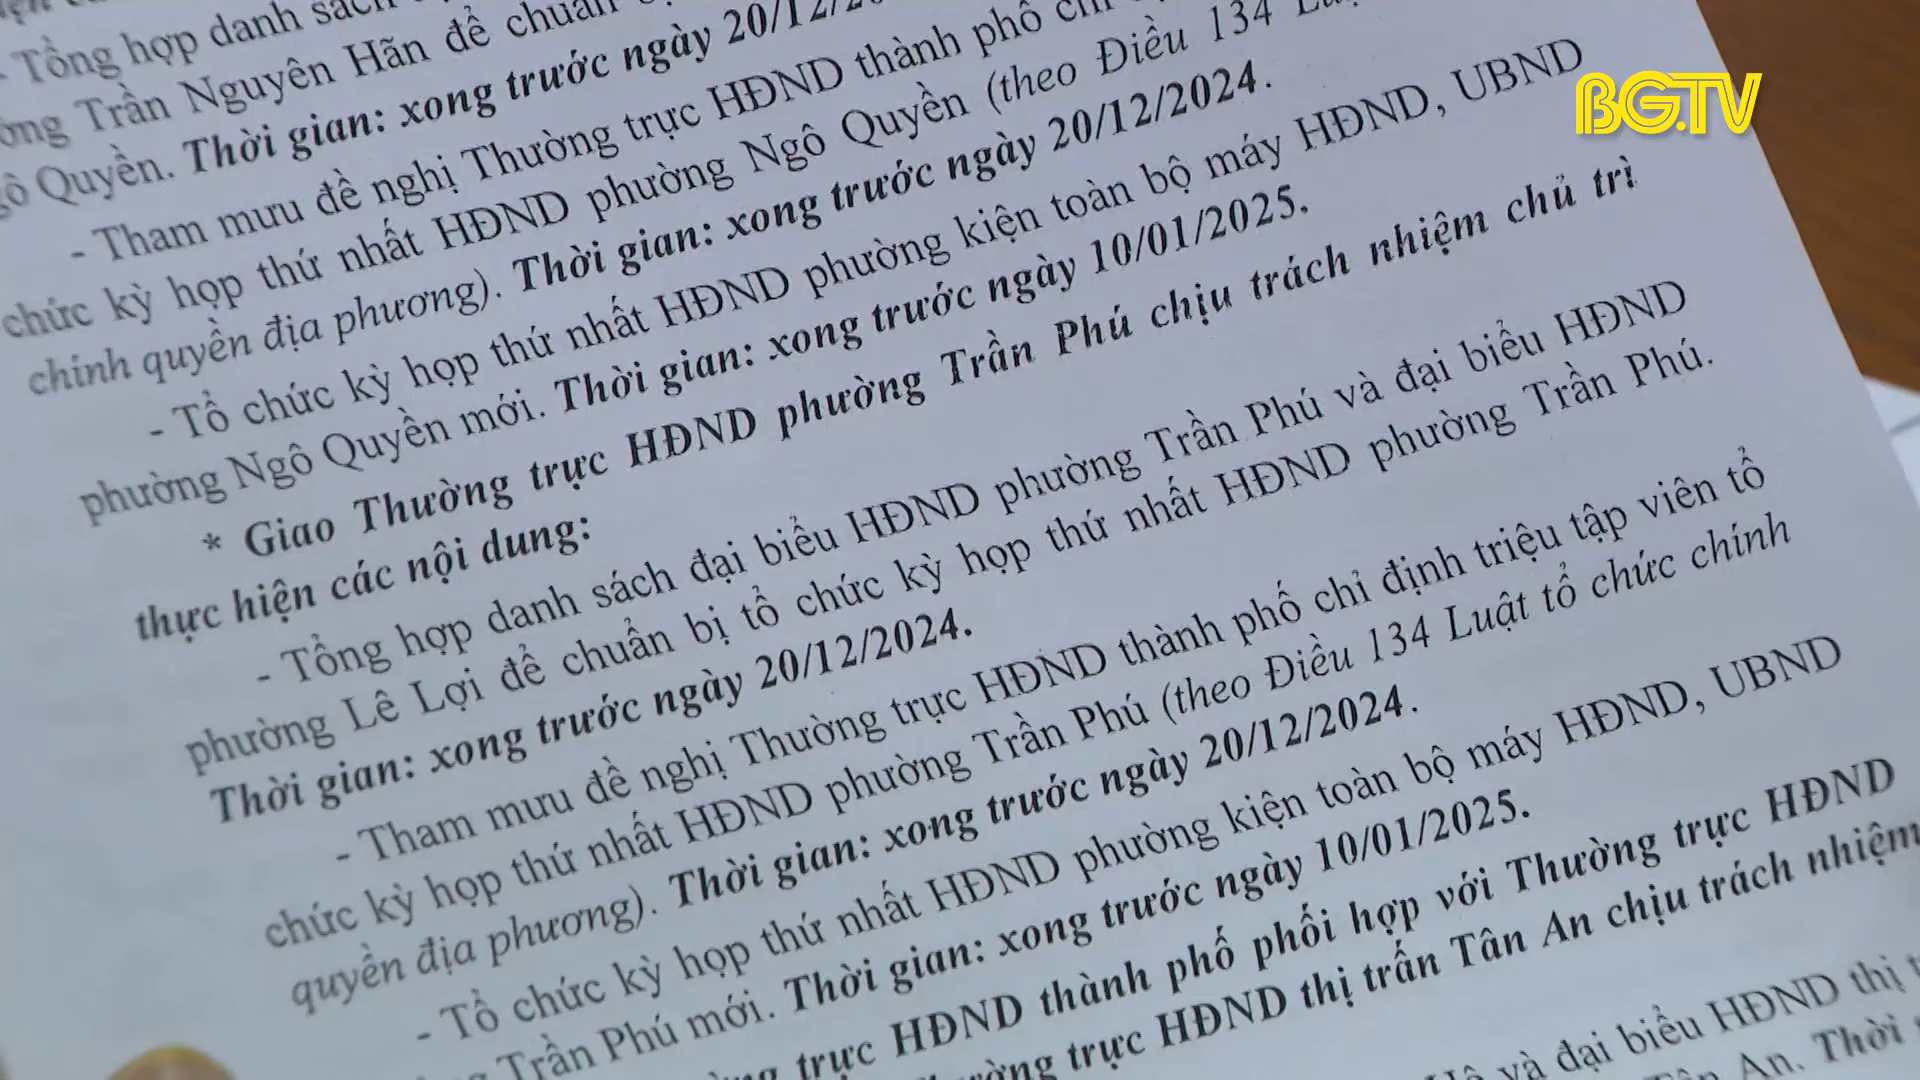 - Tổng hợp danh sách
Trần Nguyên Hãn để chuẩn
Quyền. Thời gian: xong trước ngày 20/12/
- Tham mưu đề nghị Thường trực HĐND thành phố chỉ
chức kỳ họp thứ nhất HĐND phường Ngô Quyền (theo Điều 134
chính quyền địa phương). Thời gian: xong trước ngày 20/12/2024.
- Tổ chức kỳ họp thứ nhất HĐND phường kiện toàn bộ máy HĐND, UBND
phường Ngô Quyền mới. Thời gian: xong trước ngày 10/01/2025.
* Giao Thường trực HĐND phường Trần Phú chịu trách nhiệm chủ trì
thực hiện các nội dung:
- Tổng hợp danh sách đại biểu HĐND phường Trần Phú và đại biểu HĐND
phường Lê Lợi để chuẩn bị tổ chức kỳ họp thứ nhất HĐND phường Trần Phú.
Thời gian: xong trước ngày 20/12/2024.
- Tham mưu đề nghị Thường trực HĐND thành phố chỉ định triệu tập viên tổ
chức kỳ họp thứ nhất HĐND phường Trần Phú (theo Điều 134 Luật tổ chức chính
quyền địa phương). Thời gian: xong trước ngày 20/12/2024.
- Tổ chức kỳ họp thứ nhất HĐND phường kiện toàn bộ máy HĐND, UBND
Trần Phú mới. Thời gian: xong trước ngày 10/01/2025.
trực HĐND thành phố phối hợp với Thường trực HĐND
trực HĐND thị trấn Tân An chịu trách nhiệm
và đại biểu HĐND thị
An. Thời
BGTV